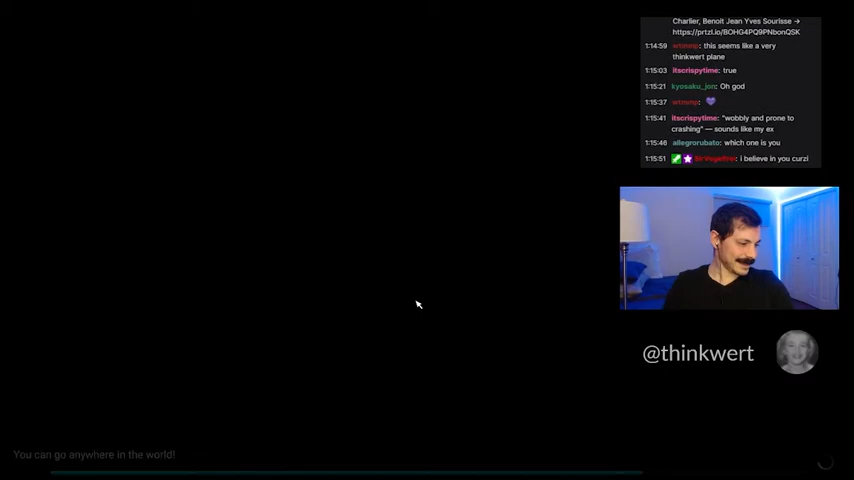 Charlier, Benoit Jean Yves Sourisse →
https://prtzl.io/BOHG4PQ9PNbonQSK
1:14:59 wtmnp: this seems like a very
thinkwert plane
1:15:03 itscrispytime: true
1:15:21 kyosaku_jon: Oh god
1:15:37 wtmnp: 💜
1:15:41 itscrispytime: "wobbly and prone to
crashing" — sounds like my ex
1:15:46 allegrorubato: which one is you
1:15:51 i believe in you curzi
@thinkwert
You can go anywhere in the world!